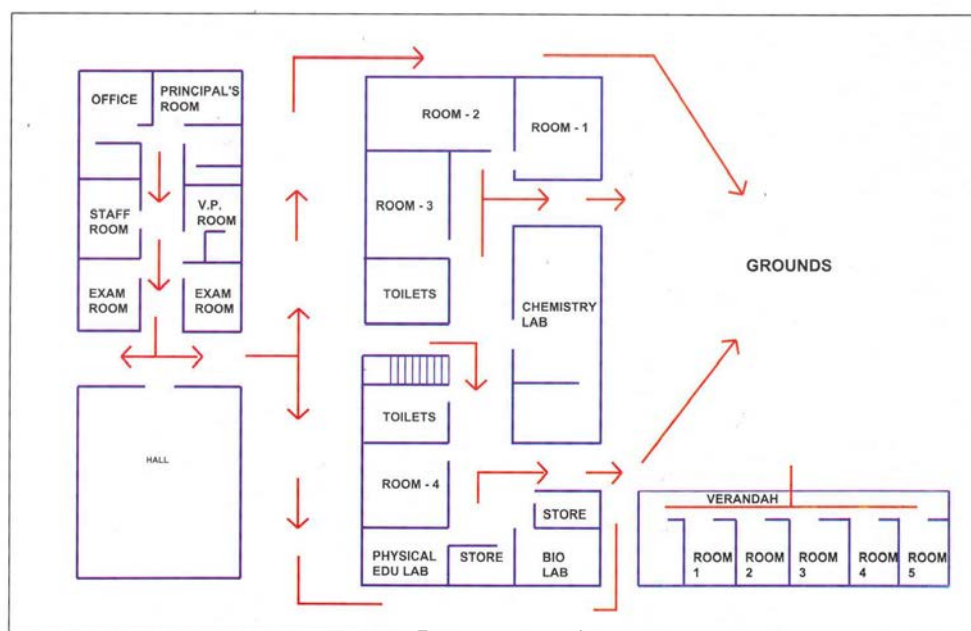 OFFICE
PRINCIPAL'S
ROOM
STAFF
ROOM
V.P.
ROOM
EXAM
ROOM
EXAM
ROOM
HALL
ROOM - 2
ROOM - 1
ROOM - 3
TOILETS
CHEMISTRY
LAB
TOILETS
ROOM - 4
PHYSICAL
EDU LAB
STORE
STORE
BIO
LAB
GROUNDS
VERANDAH
ROOM
1
ROOM
2
ROOM
3
ROOM
4
ROOM
5